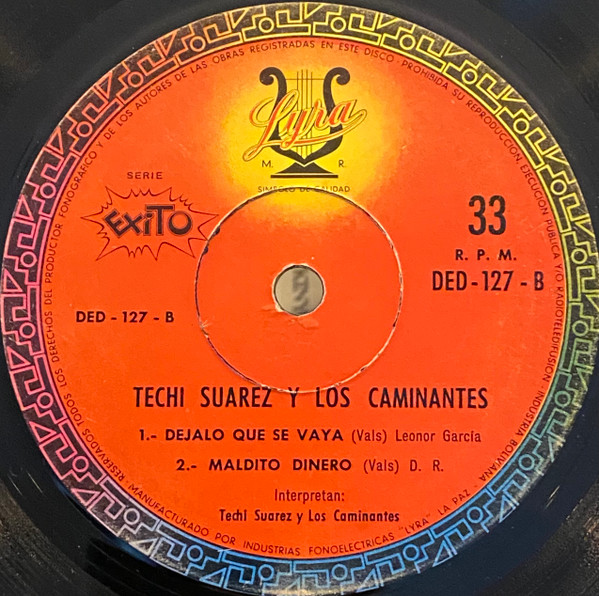 RESERVADOS TODOS LOS DERECHOS DEL PRODUCTOR FONOGRAFICO Y DE LOS AUTORES DE LAS OBRAS REGISTRADAS EN ESTE DISCO - PROHIBIDA SU REPRODUCCION, EJECUCION PUBLICA Y/O RADIOTELEDIFUSION - INDUSTRIA BOLIVIANA
Lyra
M. R.
SIMBOLO DE CALIDAD
SERIE
EXITO
33
R. P. M.
DED - 127 - B
DED - 127 - B
TECHI SUAREZ Y LOS CAMINANTES
1.- DEJALO QUE SE VAYA (Vals) Leonor García
2.- MALDITO DINERO (Vals) D. R.
Interpretan:
Techi Suarez y Los Caminantes
MANUFACTURADO POR INDUSTRIAS FONOELECTRICAS "LYRA" LA PAZ -